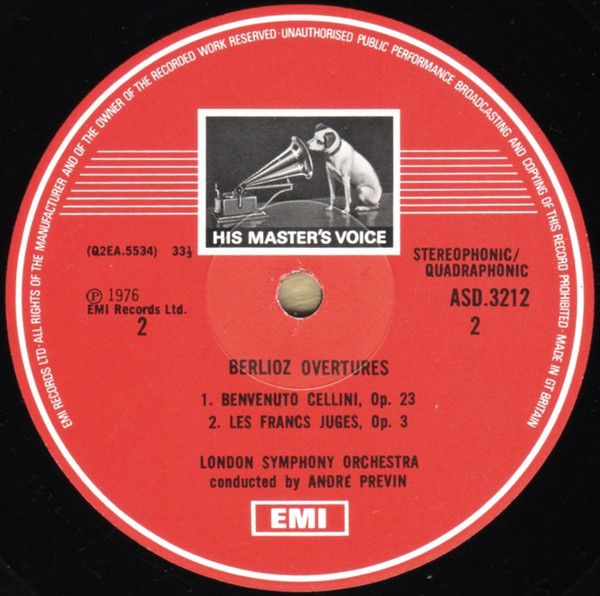 EMI RECORDS LTD·ALL RIGHTS OF THE MANUFACTURER AND OF THE OWNER OF THE RECORDED WORK RESERVED·UNAUTHORISED PUBLIC PERFORMANCE BROADCASTING AND COPYING OF THIS RECORD PROHIBITED·MADE IN GT BRITAIN
HIS MASTER'S VOICE
(Q2EA.5534) 33⅓
STEREOPHONIC/
QUADRAPHONIC
℗ 1976
EMI Records Ltd.
2
ASD.3212
2
BERLIOZ OVERTURES
1. BENVENUTO CELLINI, Op. 23
2. LES FRANCS JUGES, Op. 3
LONDON SYMPHONY ORCHESTRA
conducted by ANDRÉ PREVIN
EMI